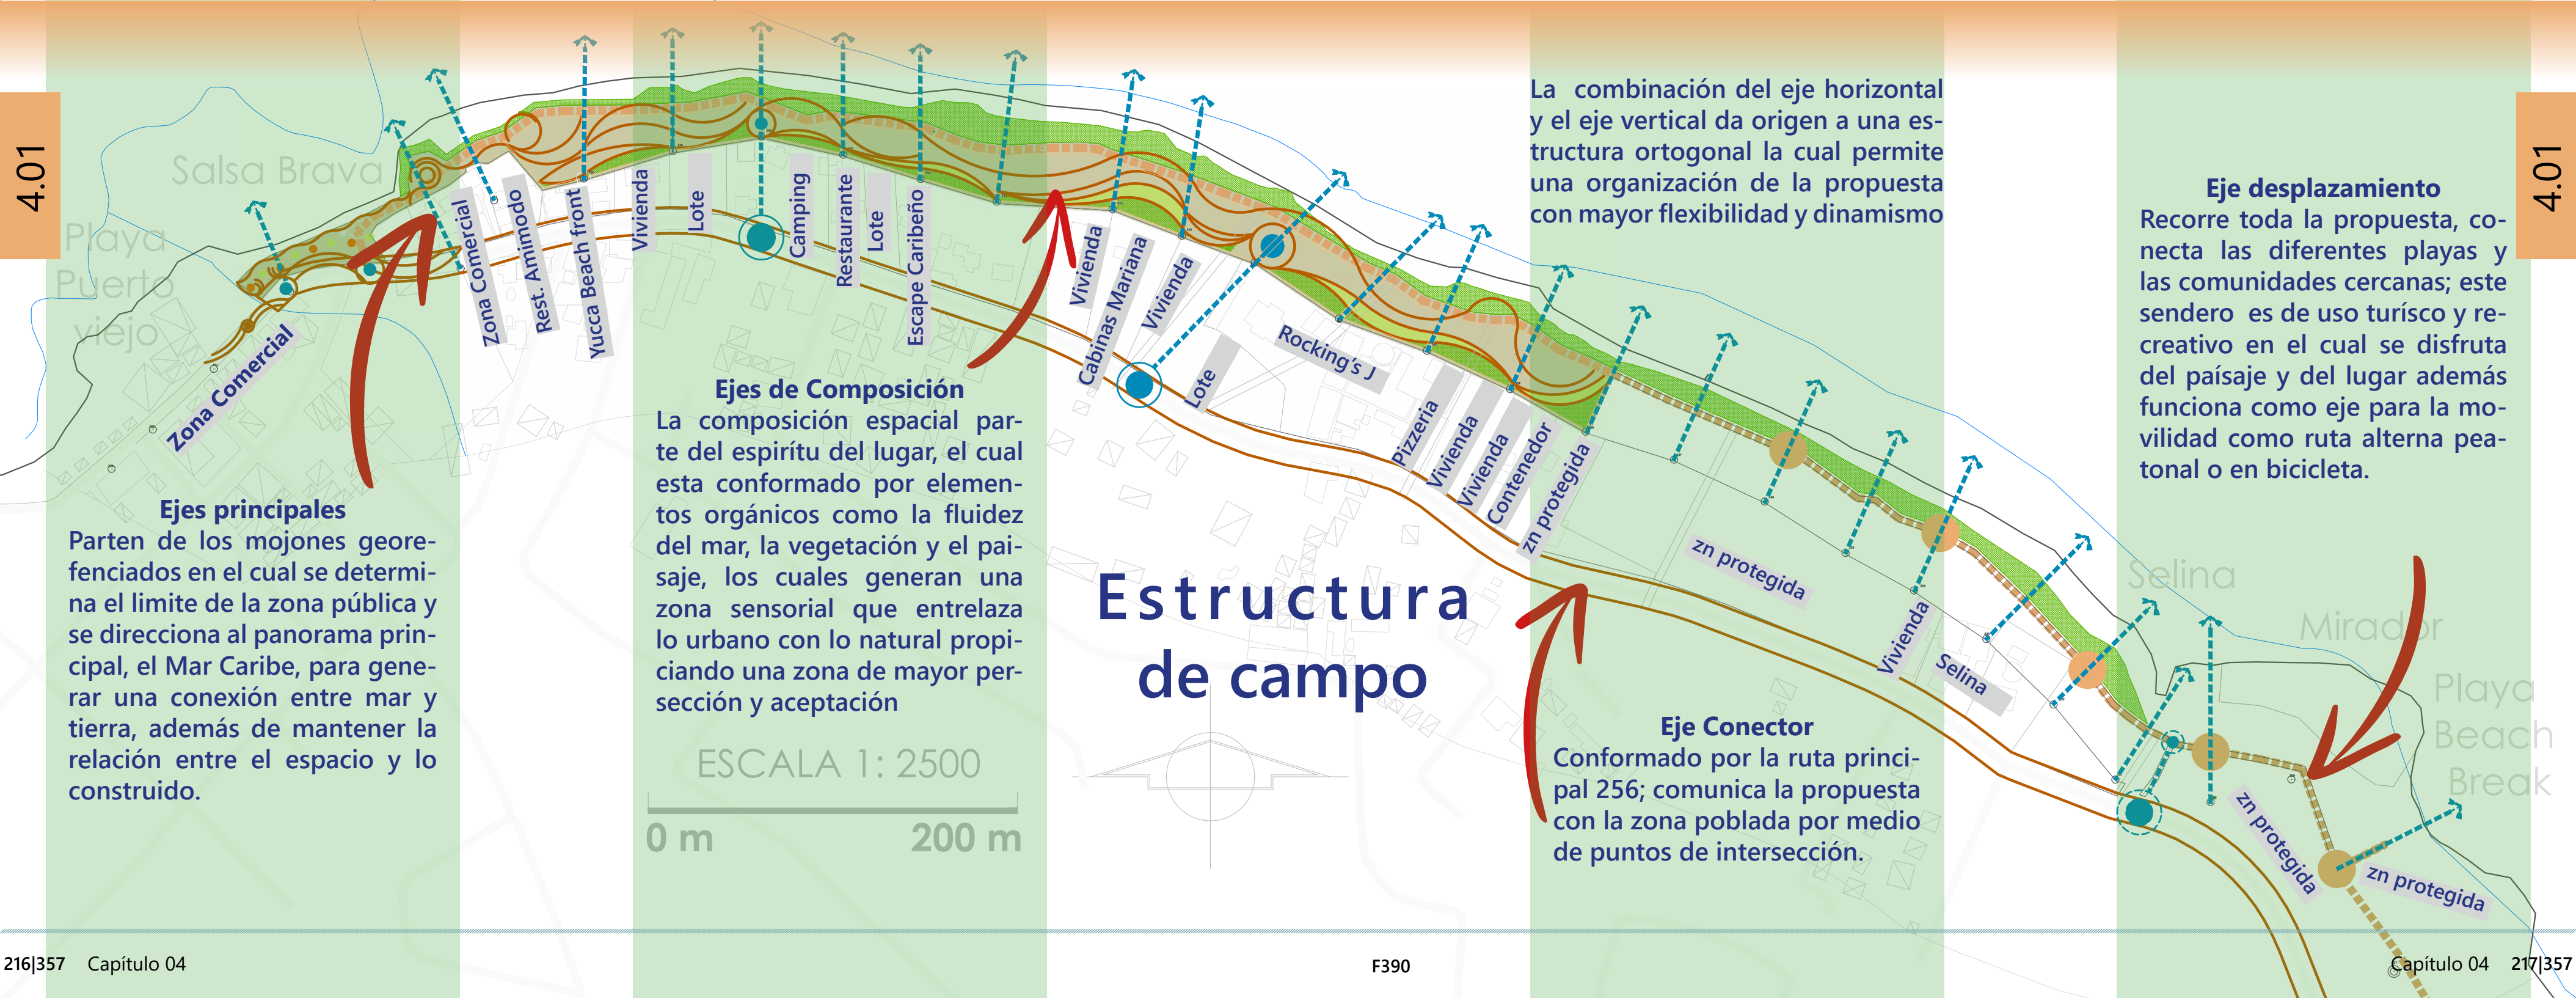 4.01
Salsa Brava
Playa
Puerto
viejo
Zona Comercial
Zona Comercial
Rest. Amimodo
Yucca Beach front
Vivienda
Lote
Camping
Restaurante
Lote
Escape Caribeño
Vivienda
Cabinas Mariana
Vivienda
Lote
Rocking's J
Pizzeria
Vivienda
Vivienda
Contenedor
zn protegida
zn protegida
Vivienda
Selina
Selina
Mirador
Playa
Beach
Break
zn protegida
zn protegida
Ejes principales
Parten de los mojones geore-
fenciados en el cual se determi-
na el limite de la zona pública y
se direcciona al panorama prin-
cipal, el Mar Caribe, para gene-
rar una conexión entre mar y
tierra, además de mantener la
relación entre el espacio y lo
construido.
Ejes de Composición
La composición espacial par-
te del espirítu del lugar, el cual
esta conformado por elemen-
tos orgánicos como la fluidez
del mar, la vegetación y el pai-
saje, los cuales generan una
zona sensorial que entrelaza
lo urbano con lo natural propi-
ciando una zona de mayor per-
sección y aceptación
ESCALA 1: 2500
0 m 200 m
Estructura
de campo
La combinación del eje horizontal
y el eje vertical da origen a una es-
tructura ortogonal la cual permite
una organización de la propuesta
con mayor flexibilidad y dinamismo
Eje Conector
Conformado por la ruta princi-
pal 256; comunica la propuesta
con la zona poblada por medio
de puntos de intersección.
Eje desplazamiento
Recorre toda la propuesta, co-
necta las diferentes playas y
las comunidades cercanas; este
sendero es de uso turísco y re-
creativo en el cual se disfruta
del país​aje y del lugar además
funciona como eje para la mo-
vilidad como ruta alterna pea-
tonal o en bicicleta.
4.01
216|357 Capítulo 04
F390
Capítulo 04 217|357